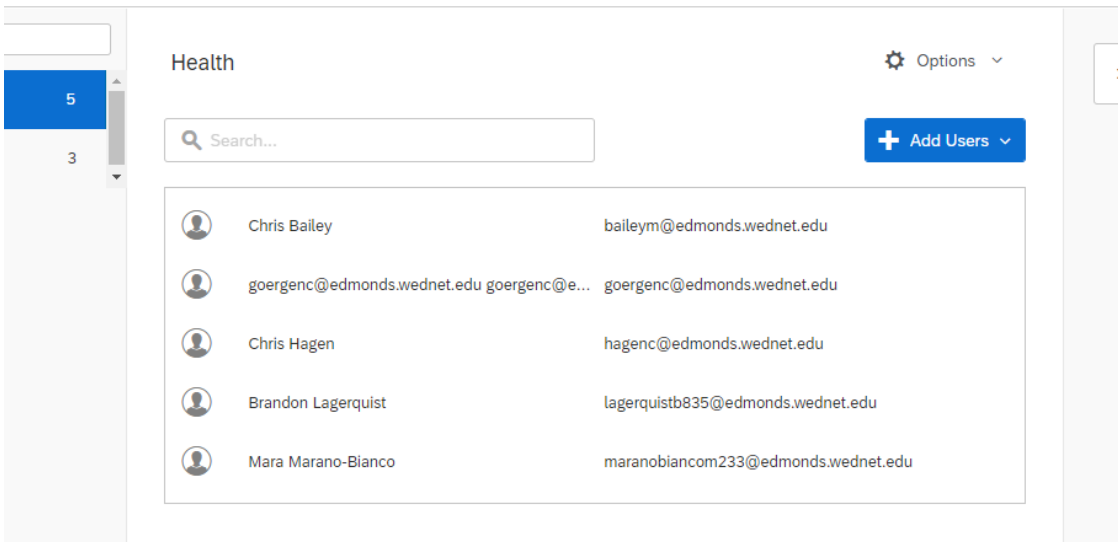 Health
Options
5
Search...
Add Users
3
Chris Bailey baileym@edmonds.wednet.edu
goergenc@edmonds.wednet.edu goergenc@e... goergenc@edmonds.wednet.edu
Chris Hagen hagenc@edmonds.wednet.edu
Brandon Lagerquist lagerquistb835@edmonds.wednet.edu
Mara Marano-Bianco maranobiancom233@edmonds.wednet.edu